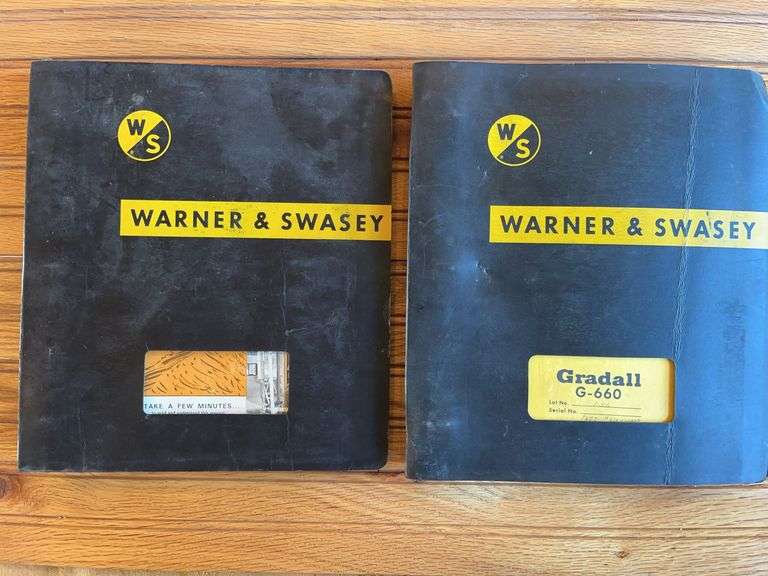 W
S
WARNER & SWASEY
TAKE A FEW MINUTES...
W
S
WARNER & SWASEY
Gradall
G-660
Lot No.
Serial No.